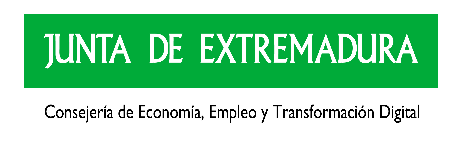 JUNTA DE EXTREMADURA
Consejería de Economía, Empleo y Transformación Digital